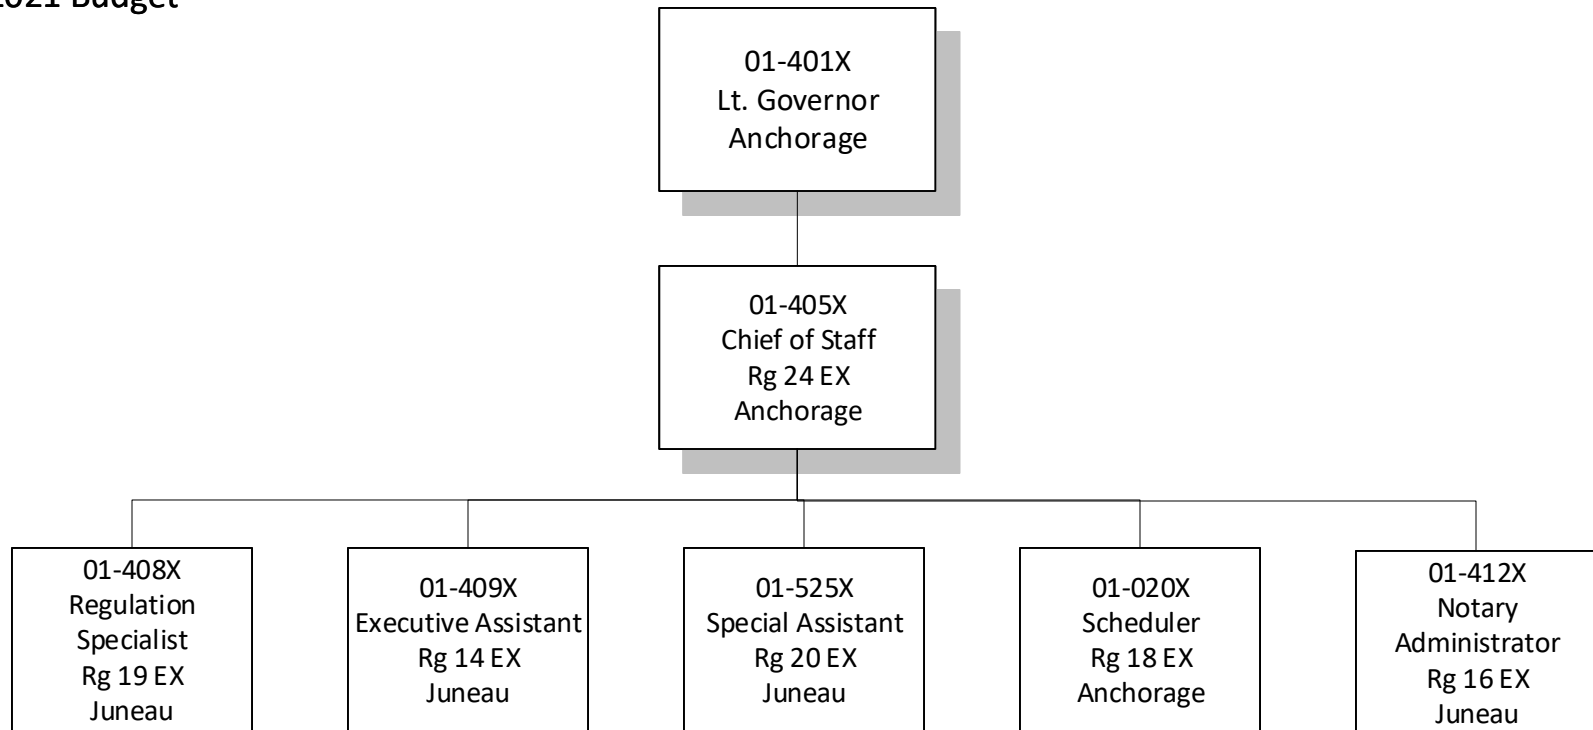 2021 Budget
01-401X
Lt. Governor
Anchorage
01-405X
Chief of Staff
Rg 24 EX
Anchorage
01-408X
Regulation
Specialist
Rg 19 EX
Juneau
01-409X
Executive Assistant
Rg 14 EX
Juneau
01-525X
Special Assistant
Rg 20 EX
Juneau
01-020X
Scheduler
Rg 18 EX
Anchorage
01-412X
Notary
Administrator
Rg 16 EX
Juneau